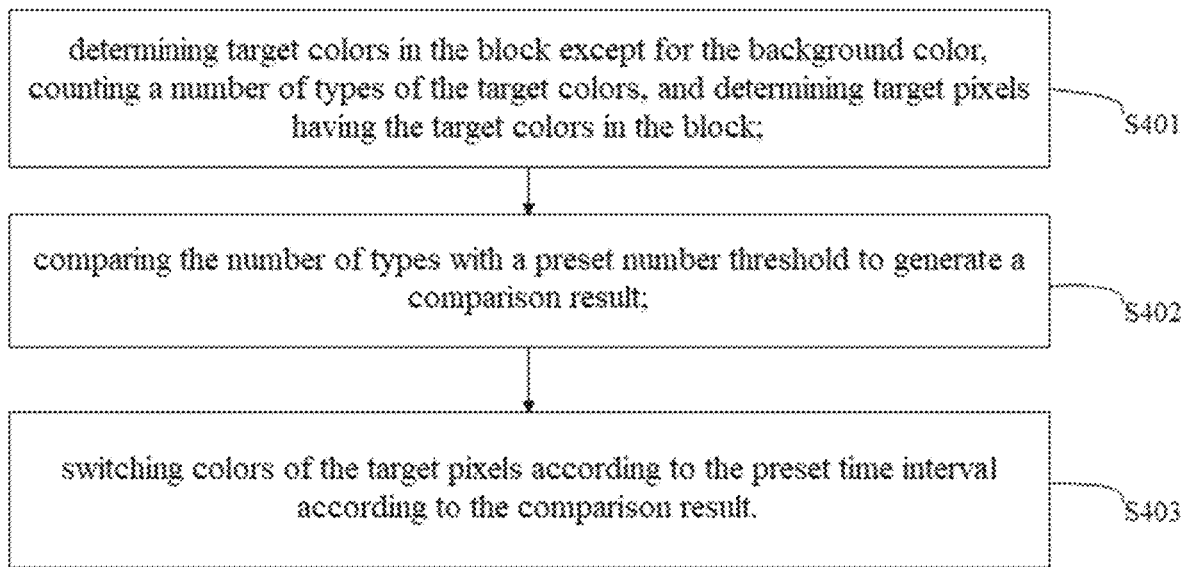 determining target colors in the block except for the background color,
counting a number of types of the target colors, and determining target pixels
having the target colors in the block;
S401
comparing the number of types with a preset number threshold to generate a
comparison result;
S402
switching colors of the target pixels according to the preset time interval
according to the comparison result.
S403